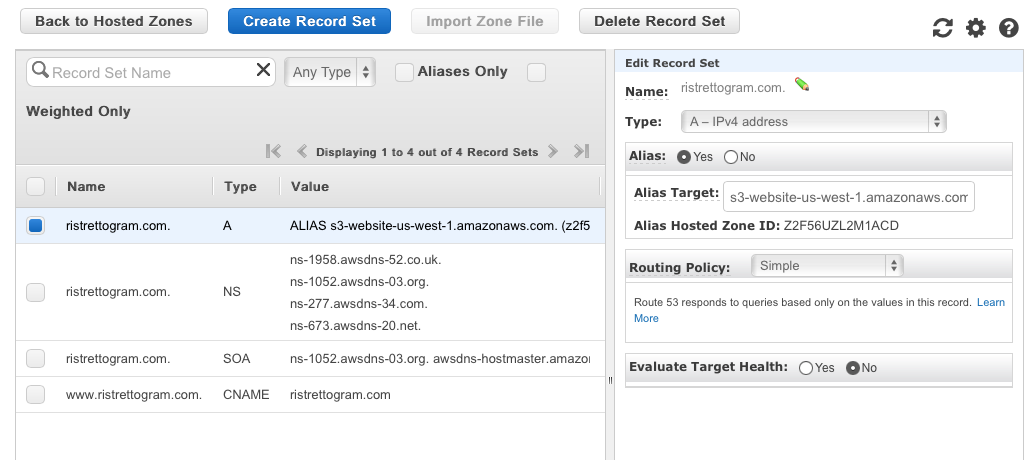 Back to Hosted Zones Create Record Set Import Zone File Delete Record Set
Record Set Name Any Type Aliases Only
Weighted Only
Displaying 1 to 4 out of 4 Record Sets
Name Type Value
ristrettogram.com. A ALIAS s3-website-us-west-1.amazonaws.com. (z2f5
ristrettogram.com. NS ns-1958.awsdns-52.co.uk.
ns-1052.awsdns-03.org.
ns-277.awsdns-34.com.
ns-673.awsdns-20.net.
ristrettogram.com. SOA ns-1052.awsdns-03.org. awsdns-hostmaster.amazon
www.ristrettogram.com. CNAME ristrettogram.com
Edit Record Set
Name: ristrettogram.com.
Type: A – IPv4 address
Alias: Yes No
Alias Target: s3-website-us-west-1.amazonaws.com
Alias Hosted Zone ID: Z2F56UZL2M1ACD
Routing Policy: Simple
Route 53 responds to queries based only on the values in this record. Learn
More
Evaluate Target Health: Yes No